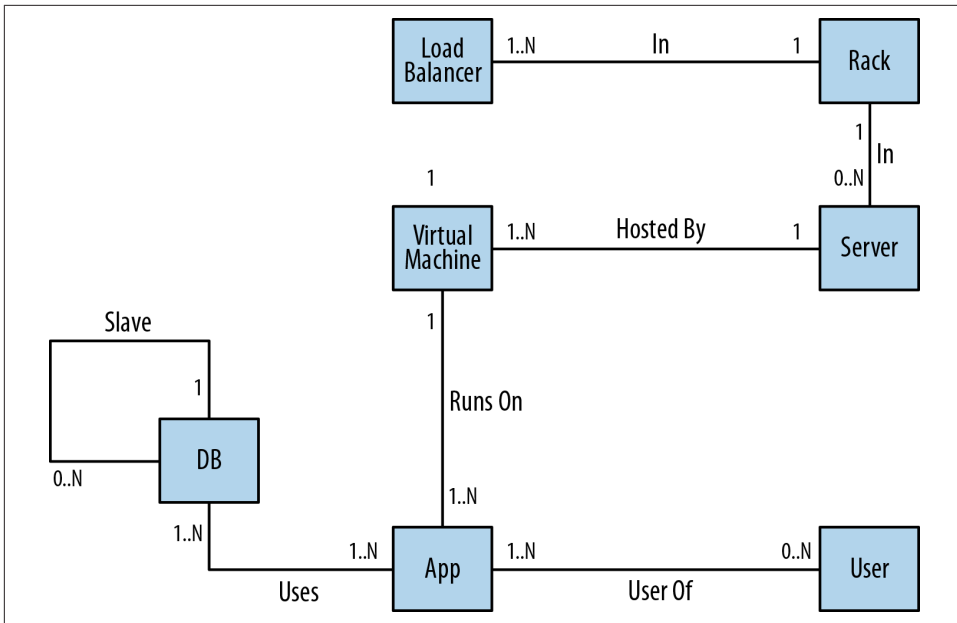 Load
Balancer
1..N
In
1
Rack
1
In
0..N
1
Virtual
Machine
1..N
Hosted By
1
Server
1
Slave
1
Runs On
DB
0..N
1..N
1..N
1..N
App
1..N
0..N
User
Uses
User Of